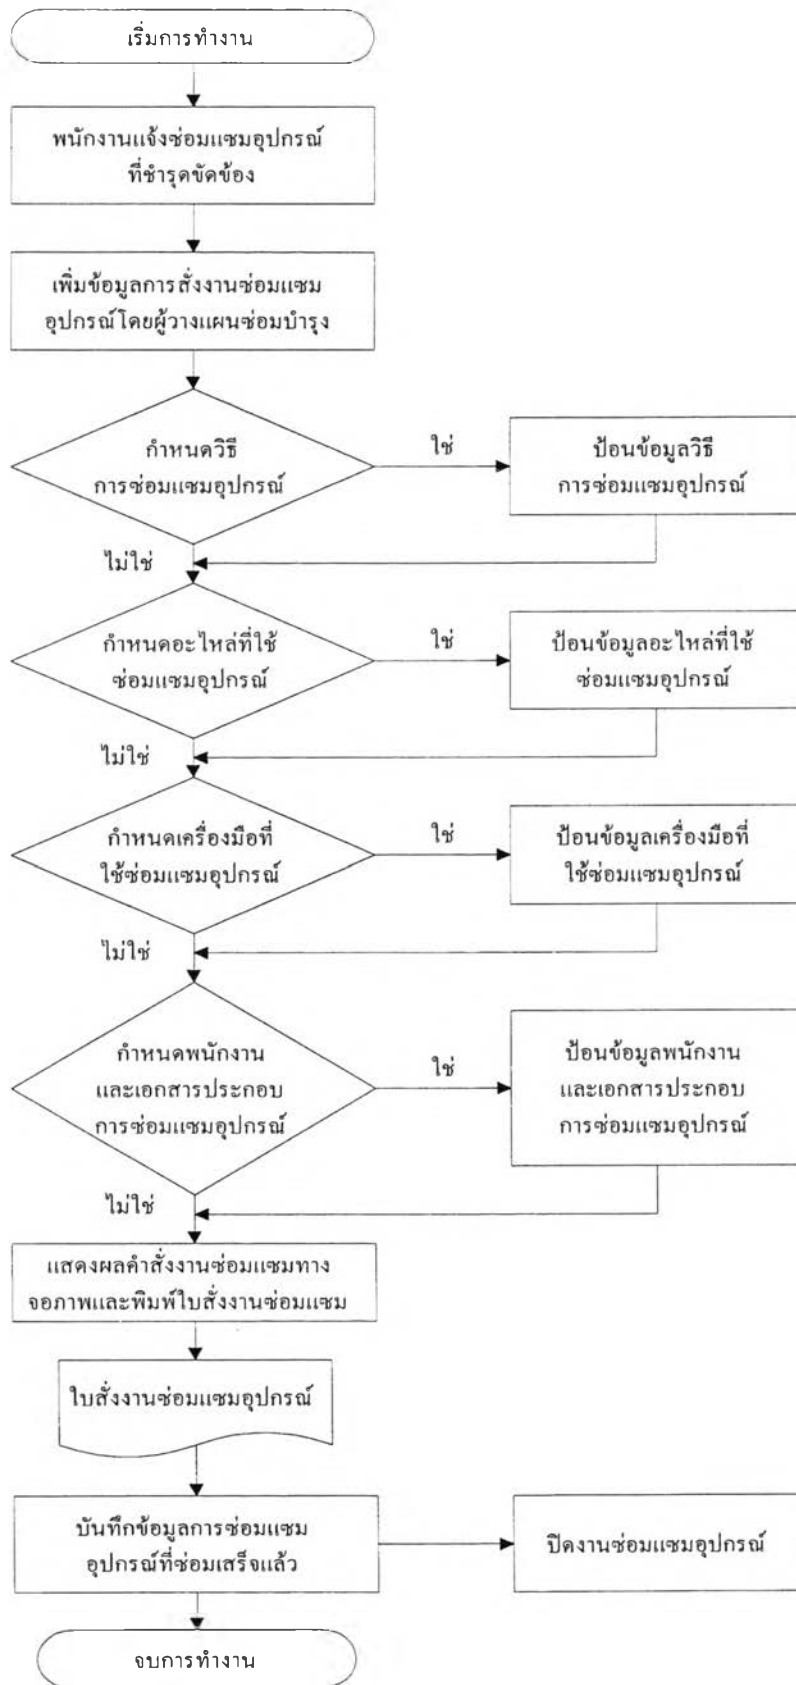 เริ่มการทำงาน
พนักงานแจ้งซ่อมแซมอุปกรณ์
ที่ชำรุดขัดข้อง
เพิ่มข้อมูลการสั่งงานซ่อมแซม
อุปกรณ์โดยผู้วางแผนซ่อมบำรุง
กำหนดวิธี
การซ่อมแซมอุปกรณ์
ใช่
ป้อนข้อมูลวิธี
การซ่อมแซมอุปกรณ์
ไม่ใช่
กำหนดอะไหล่ที่ใช้
ซ่อมแซมอุปกรณ์
ใช่
ป้อนข้อมูลอะไหล่ที่ใช้
ซ่อมแซมอุปกรณ์
ไม่ใช่
กำหนดเครื่องมือที่
ใช้ซ่อมแซมอุปกรณ์
ใช่
ป้อนข้อมูลเครื่องมือที่
ใช้ซ่อมแซมอุปกรณ์
ไม่ใช่
กำหนดพนักงาน
และเอกสารประกอบ
การซ่อมแซมอุปกรณ์
ใช่
ป้อนข้อมูลพนักงาน
และเอกสารประกอบ
การซ่อมแซมอุปกรณ์
ไม่ใช่
แสดงผลคำสั่งงานซ่อมแซมทาง
จอภาพและพิมพ์ใบสั่งงานซ่อมแซม
ใบสั่งงานซ่อมแซมอุปกรณ์
บันทึกข้อมูลการซ่อมแซม
อุปกรณ์ที่ซ่อมเสร็จแล้ว
ปิดงานซ่อมแซมอุปกรณ์
จบการทำงาน